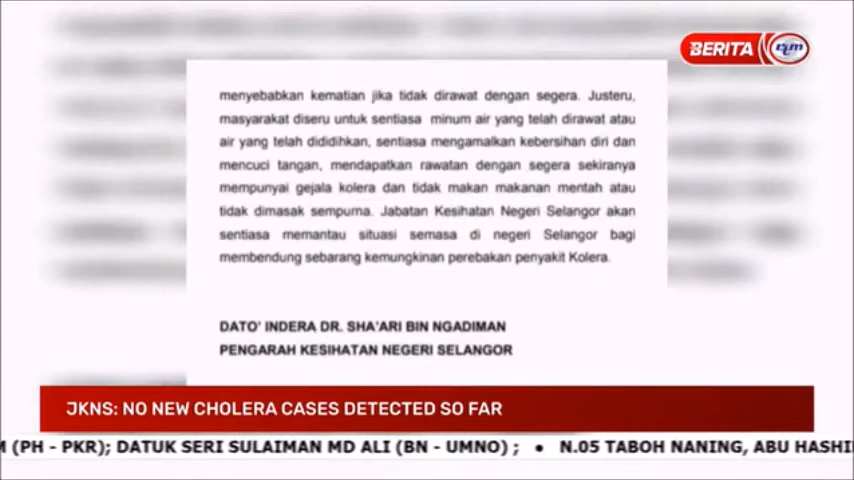 BERITA rtm
menyebabkan kematian jika tidak dirawat dengan segera. Justeru,
masyarakat diseru untuk sentiasa minum air yang telah dirawat atau
air yang telah dididihkan, sentiasa mengamalkan kebersihan diri dan
mencuci tangan, mendapatkan rawatan dengan segera sekiranya
mempunyai gejala kolera dan tidak makan makanan mentah atau
tidak dimasak sempurna. Jabatan Kesihatan Negeri Selangor akan
sentiasa memantau situasi semasa di negeri Selangor bagi
membendung sebarang kemungkinan perebakan penyakit Kolera.
DATO' INDERA DR. SHA'ARI BIN NGADIMAN
PENGARAH KESIHATAN NEGERI SELANGOR
JKNS: NO NEW CHOLERA CASES DETECTED SO FAR
M (PH - PKR); DATUK SERI SULAIMAN MD ALI (BN - UMNO) ; • N.05 TABOH NANING, ABU HASHI